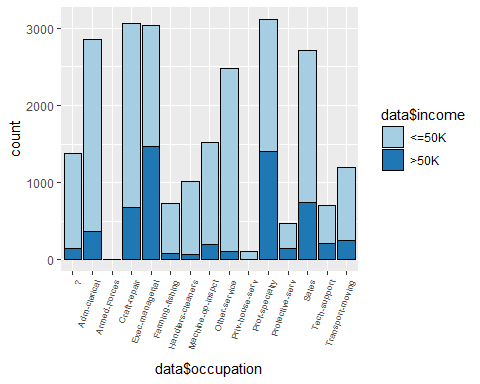 3000
2000
1000
0
count
?
Adm-clerical
Armed-Forces
Craft-repair
Exec-managerial
Farming-fishing
Handlers-cleaners
Machine-op-inspct
Other-service
Priv-house-serv
Prof-specialty
Protective-serv
Sales
Tech-support
Transport-moving
data$occupation
data$income
<=50K
>50K